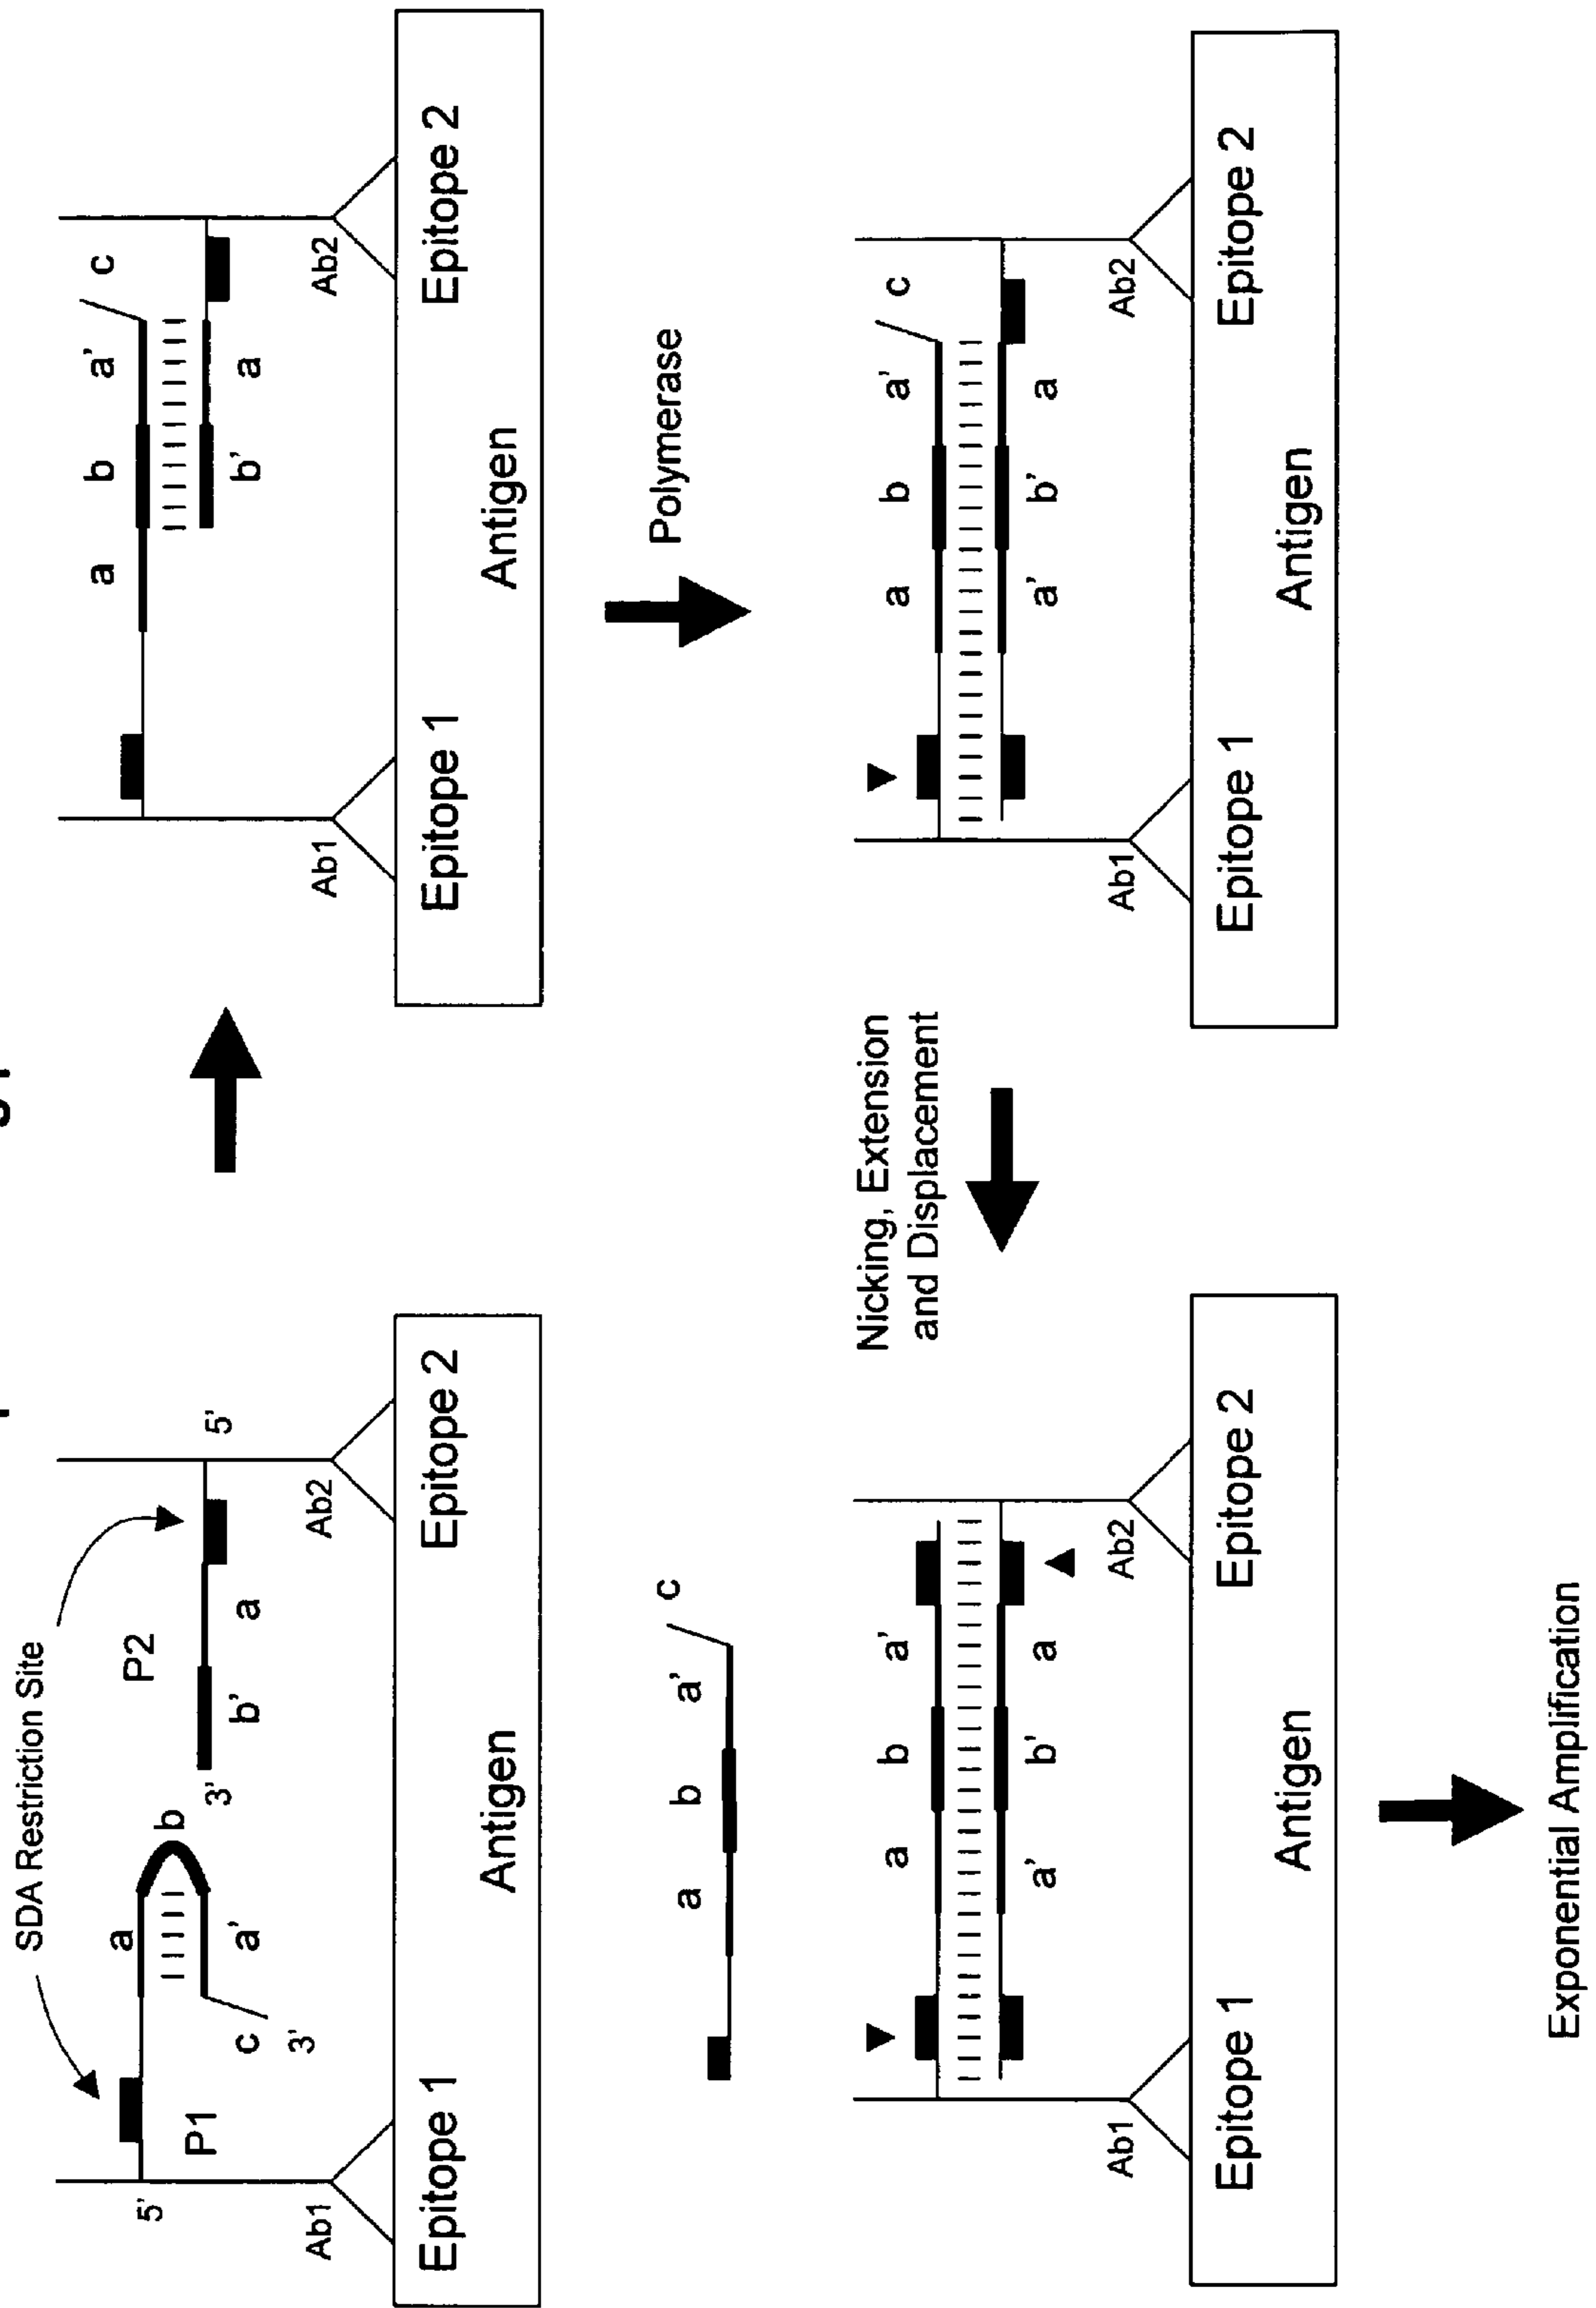 SDA Restriction Site
5'
P1
a
a'
b
c
3'
P2
3'
b'
a
5'
Ab1
Ab2
Epitope 1
Epitope 2
Antigen
a
b
a'
c
b'
a
Ab1
Ab2
Epitope 1
Epitope 2
Antigen
Polymerase
a
b
a'
c
a'
b'
a
Ab1
Ab2
Epitope 1
Epitope 2
Antigen
Nicking, Extension
and Displacement
a
b
a'
c
a
b
a'
a'
b'
a
Ab1
Ab2
Epitope 1
Epitope 2
Antigen
Exponential Amplification